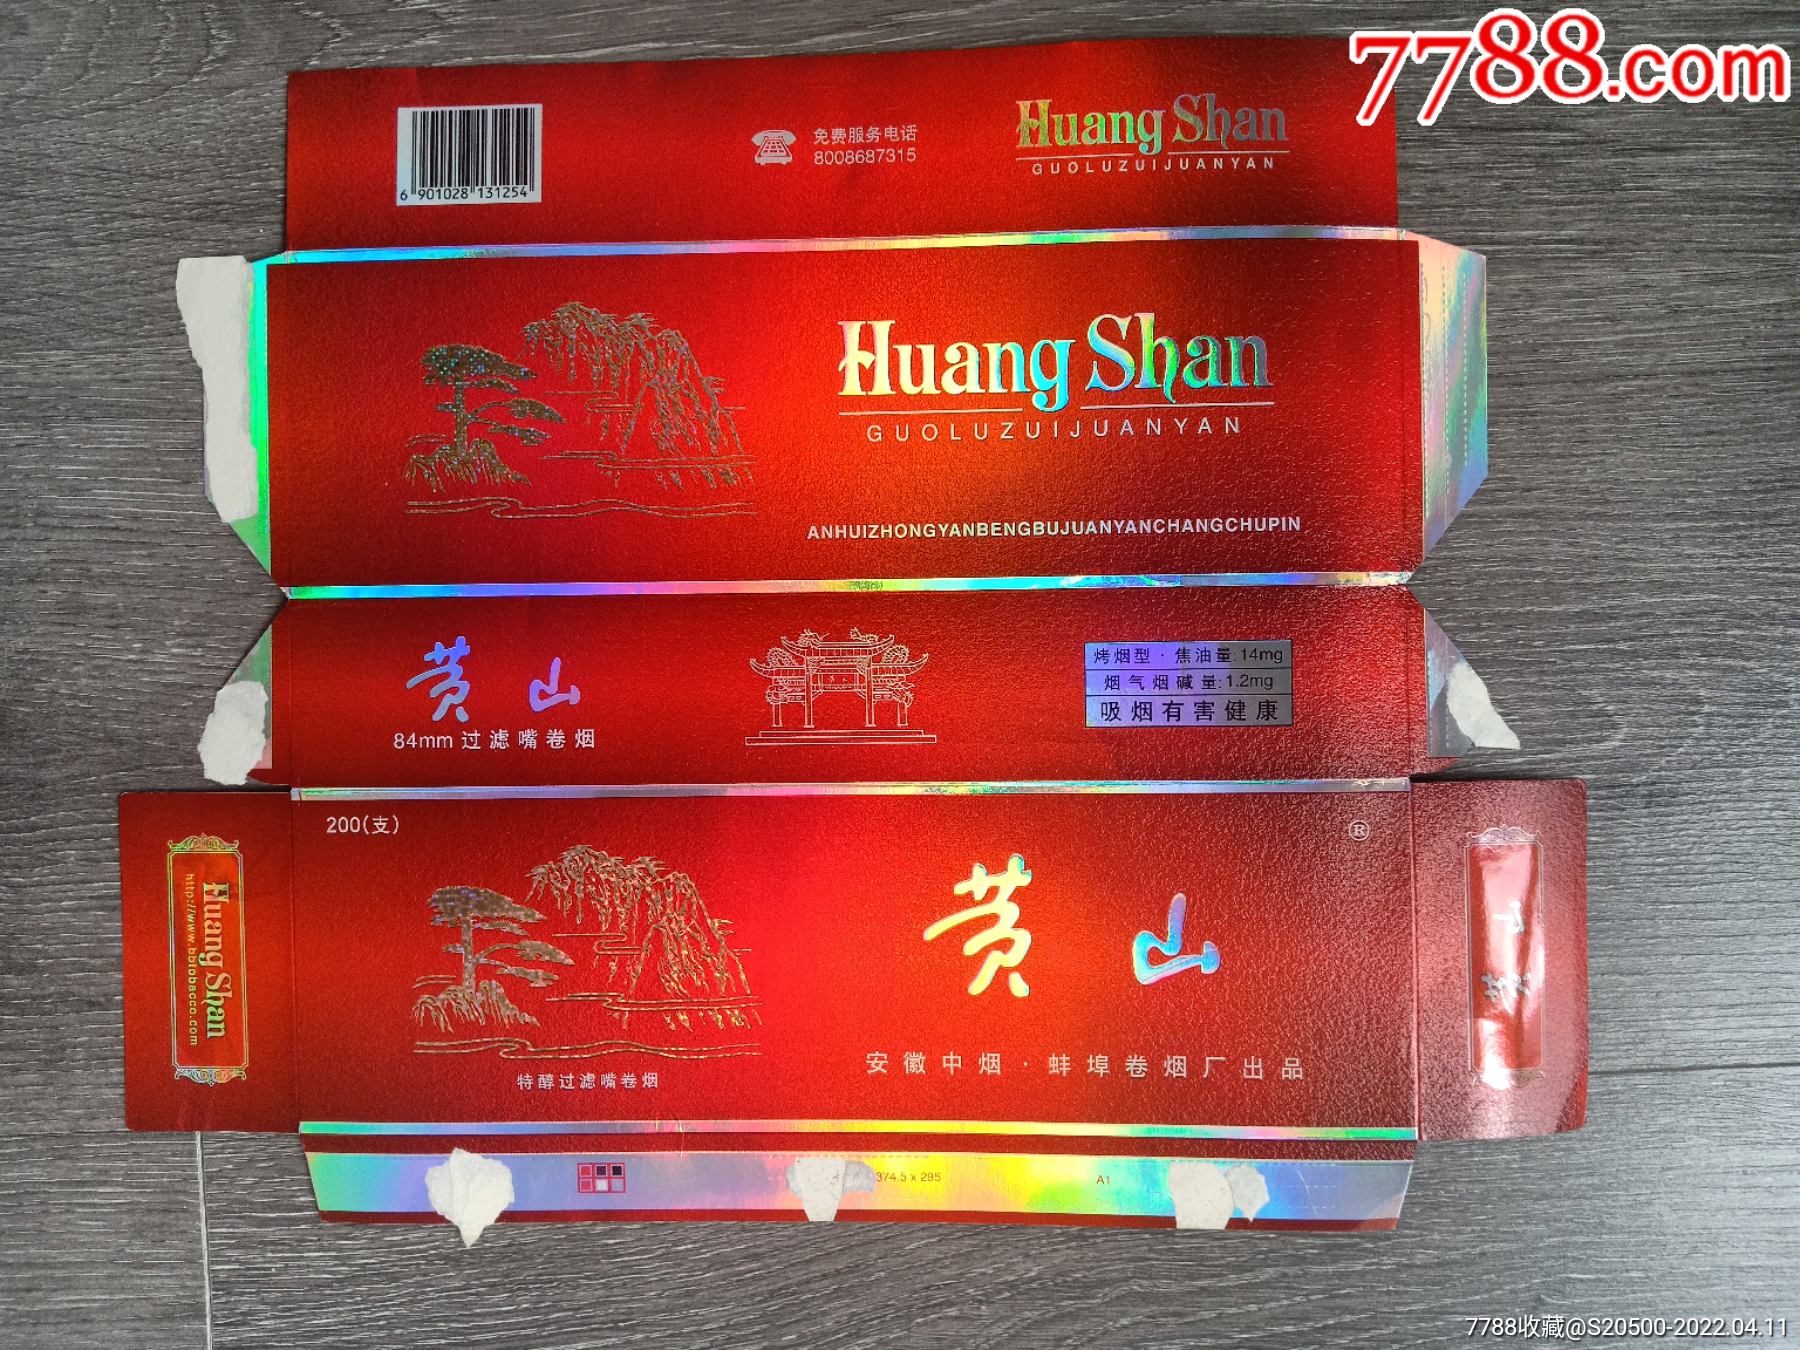 7788.com
6 901028 131254
免费服务电话
8008687315
Huang Shan
GUOLUZUIJUANYAN
Huang Shan
GUOLUZUIJUANYAN
ANHUIZHONGYANBENGBUJUANYANCHANGCHUPIN
黄山
84mm 过滤嘴卷烟
烤烟型·焦油量:14mg
烟气烟碱量:1.2mg
吸烟有害健康
200(支)
®
黄山
特醇过滤嘴卷烟
安徽中烟·蚌埠卷烟厂出品
Huang Shan
http://www.bbtobacco.com
黄山
374.5 x 295
A1
7788收藏@S20500-2022.04.11